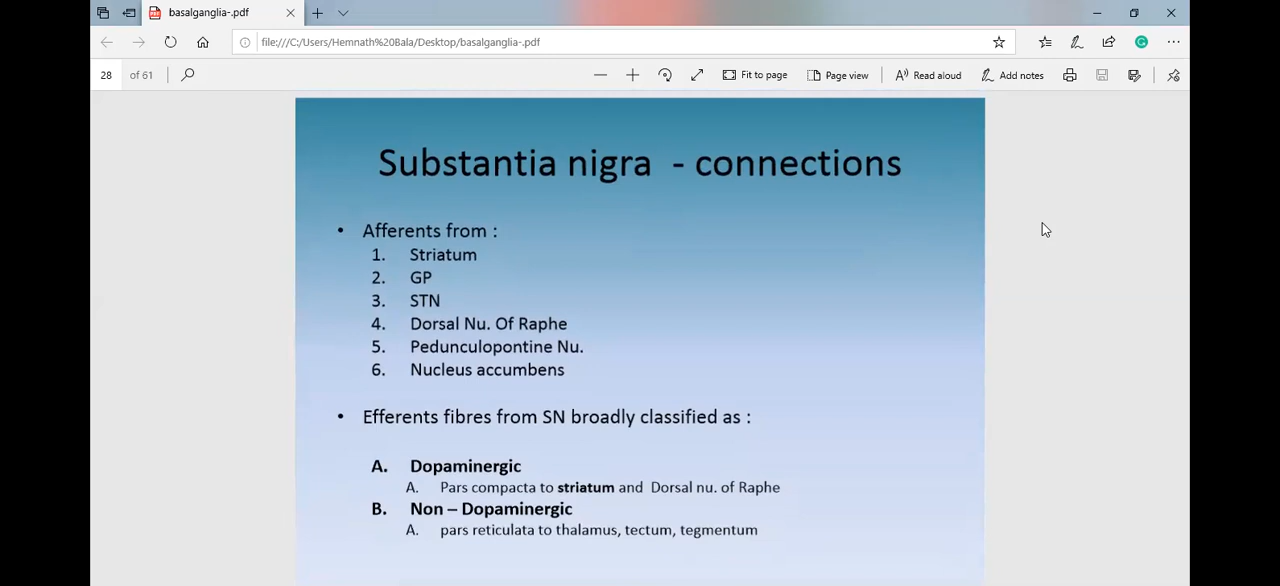 basalganglia-.pdf
file:///C:/Users/Hemnath%20Bala/Desktop/basalganglia-.pdf
28 of 61
Fit to page
Page view
Read aloud
Add notes
Substantia nigra - connections
• Afferents from :
1. Striatum
2. GP
3. STN
4. Dorsal Nu. Of Raphe
5. Pedunculopontine Nu.
6. Nucleus accumbens
• Efferents fibres from SN broadly classified as :
A. Dopaminergic
A. Pars compacta to striatum and Dorsal nu. of Raphe
B. Non – Dopaminergic
A. pars reticulata to thalamus, tectum, tegmentum